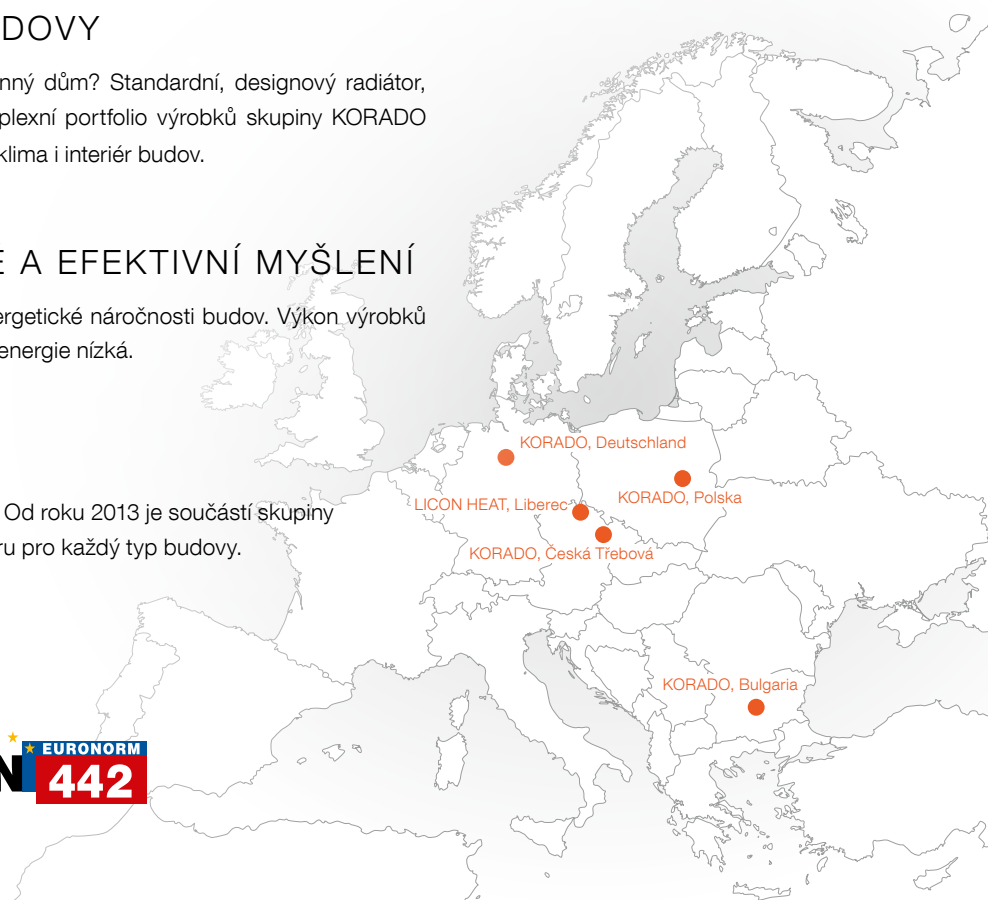 DOVY
nný dům? Standardní, designový radiátor,
plexní portfolio výrobků skupiny KORADO
klima i interiér budov.
E A EFEKTIVNÍ MYŠLENÍ
ergetické náročnosti budov. Výkon výrobků
energie nízká.
KORADO, Deutschland
KORADO, Polska
LICON HEAT, Liberec
Od roku 2013 je součástí skupiny
ru pro každý typ budovy.
KORADO, Česká Třebová
KORADO, Bulgaria
N
EURONORM
442